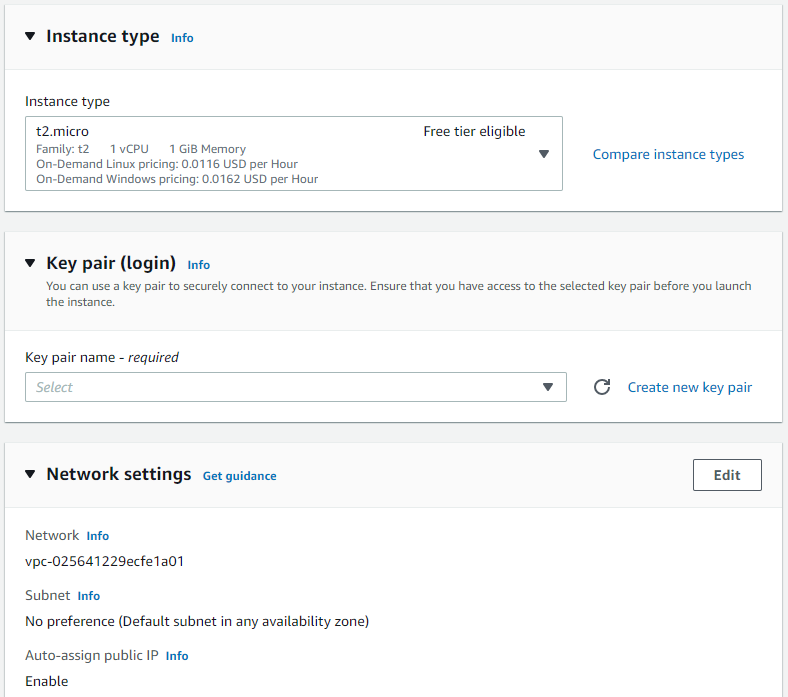 Instance type Info
Instance type
t2.micro Free tier eligible
Family: t2 1 vCPU 1 GiB Memory
On-Demand Linux pricing: 0.0116 USD per Hour
On-Demand Windows pricing: 0.0162 USD per Hour
Compare instance types
Key pair (login) Info
You can use a key pair to securely connect to your instance. Ensure that you have access to the selected key pair before you launch
the instance.
Key pair name - required
Select
Create new key pair
Network settings Get guidance
Edit
Network Info
vpc-025641229ecfe1a01
Subnet Info
No preference (Default subnet in any availability zone)
Auto-assign public IP Info
Enable